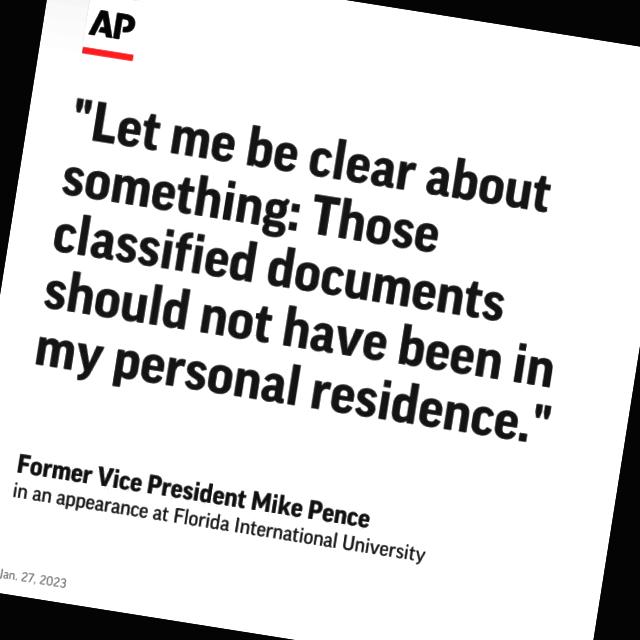 AP
"Let me be clear about
something: Those
classified documents
should not have been in
my personal residence."
Former Vice President Mike Pence
in an appearance at Florida International University
Jan. 27, 2023